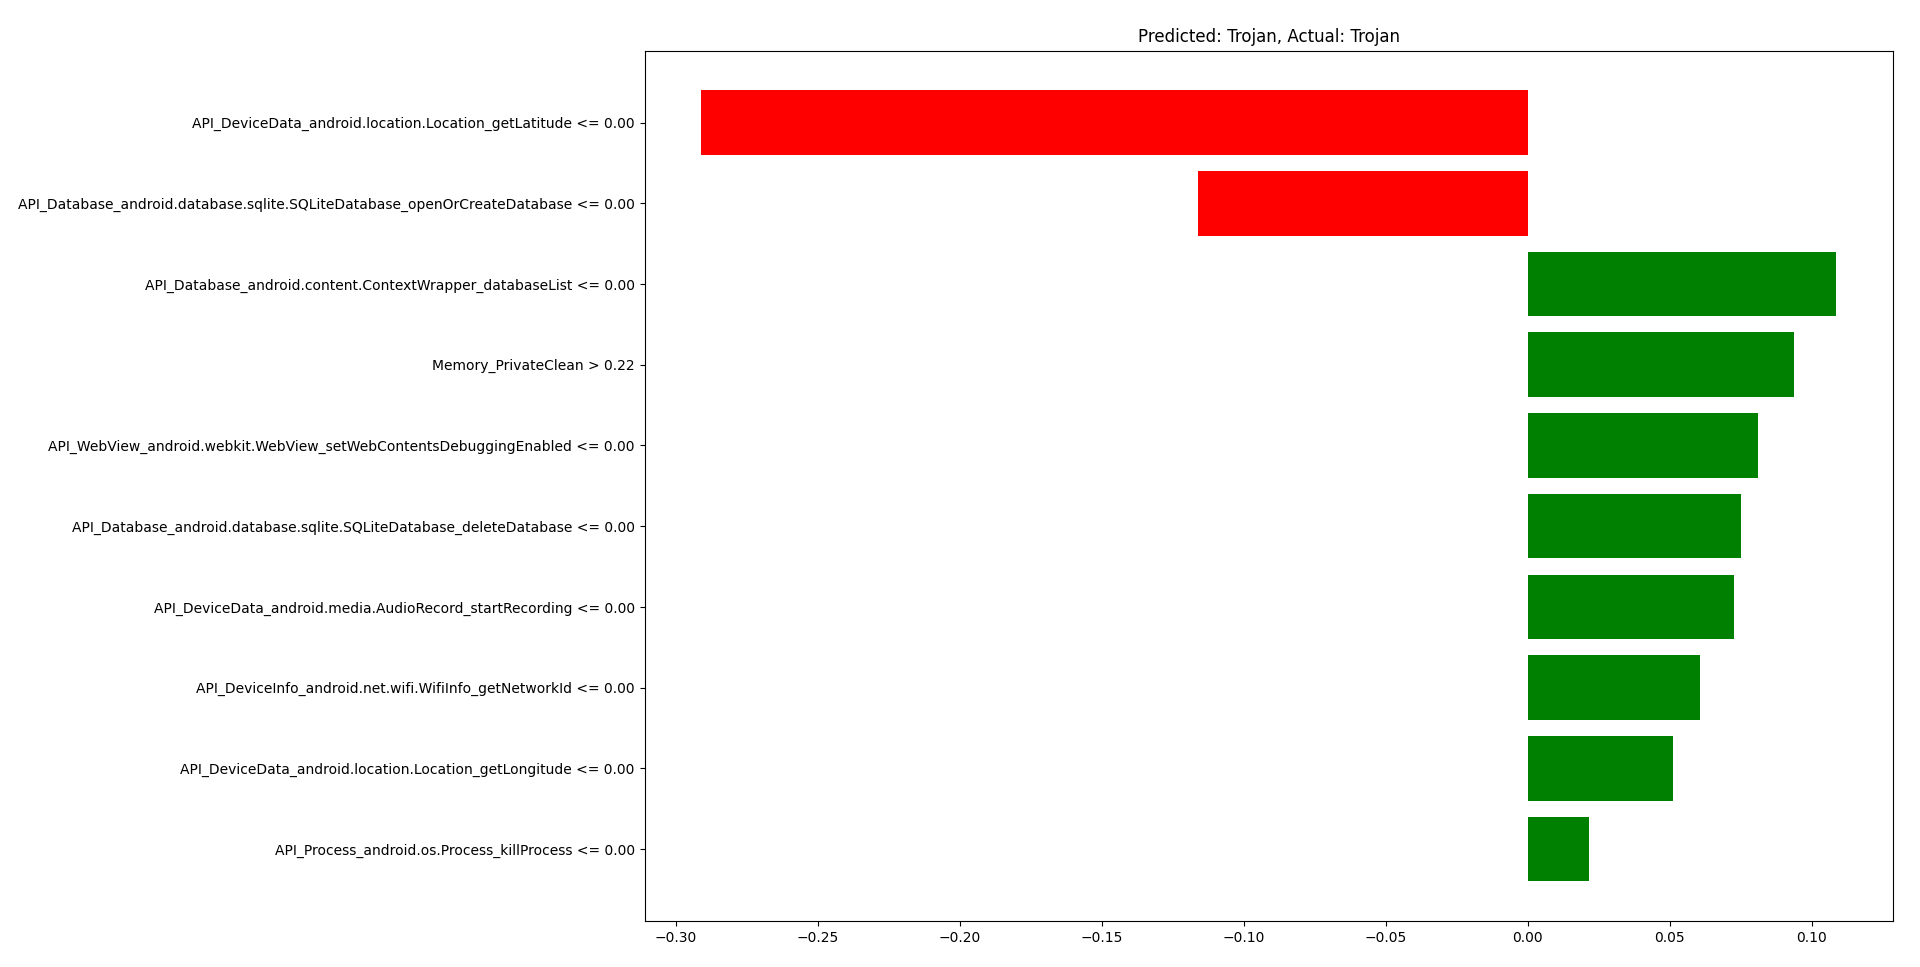 Predicted: Trojan, Actual: Trojan
API_DeviceData_android.location.Location_getLatitude <= 0.00
API_Database_android.database.sqlite.SQLiteDatabase_openOrCreateDatabase <= 0.00
API_Database_android.content.ContextWrapper_databaseList <= 0.00
Memory_PrivateClean > 0.22
API_WebView_android.webkit.WebView_setWebContentsDebuggingEnabled <= 0.00
API_Database_android.database.sqlite.SQLiteDatabase_deleteDatabase <= 0.00
API_DeviceData_android.media.AudioRecord_startRecording <= 0.00
API_DeviceInfo_android.net.wifi.WifiInfo_getNetworkId <= 0.00
API_DeviceData_android.location.Location_getLongitude <= 0.00
API_Process_android.os.Process_killProcess <= 0.00
−0.30 −0.25 −0.20 −0.15 −0.10 −0.05 0.00 0.05 0.10